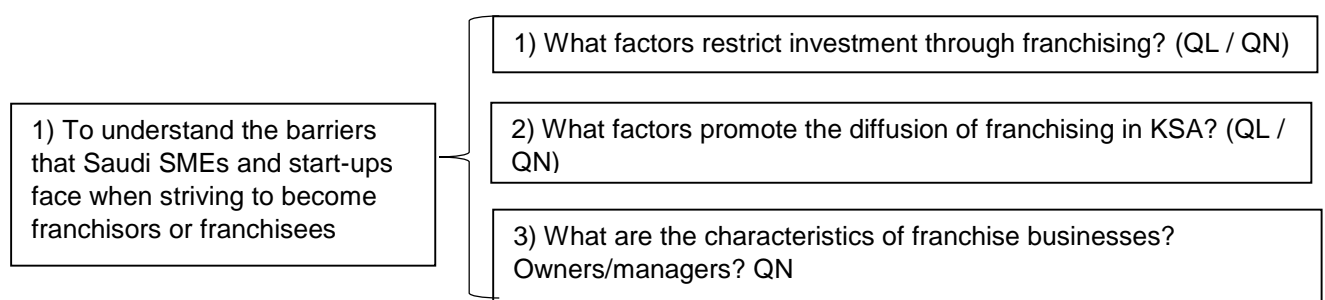 1) To understand the barriers
that Saudi SMEs and start-ups
face when striving to become
franchisors or franchisees
1) What factors restrict investment through franchising? (QL / QN)
2) What factors promote the diffusion of franchising in KSA? (QL /
QN)
3) What are the characteristics of franchise businesses?
Owners/managers? QN